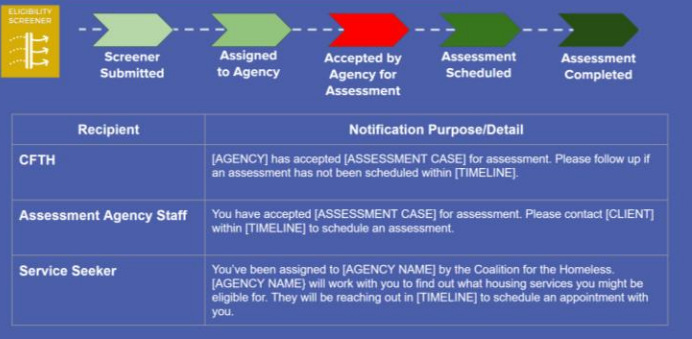 ELIGIBILITY
SCREENER
Screener
Submitted
Assigned
to Agency
Accepted by
Agency for
Assessment
Assessment
Scheduled
Assessment
Completed
Recipient
Notification Purpose/Detail
CFTH
[AGENCY] has accepted [ASSESSMENT CASE] for assessment. Please follow up if
an assessment has not been scheduled within [TIMELINE].
Assessment Agency Staff
You have accepted [ASSESSMENT CASE] for assessment. Please contact [CLIENT]
within [TIMELINE] to schedule an assessment.
Service Seeker
You've been assigned to [AGENCY NAME] by the Coalition for the Homeless.
[AGENCY NAME} will work with you to find out what housing services you might be
eligible for. They will be reaching out in [TIMELINE] to schedule an appointment with
you.